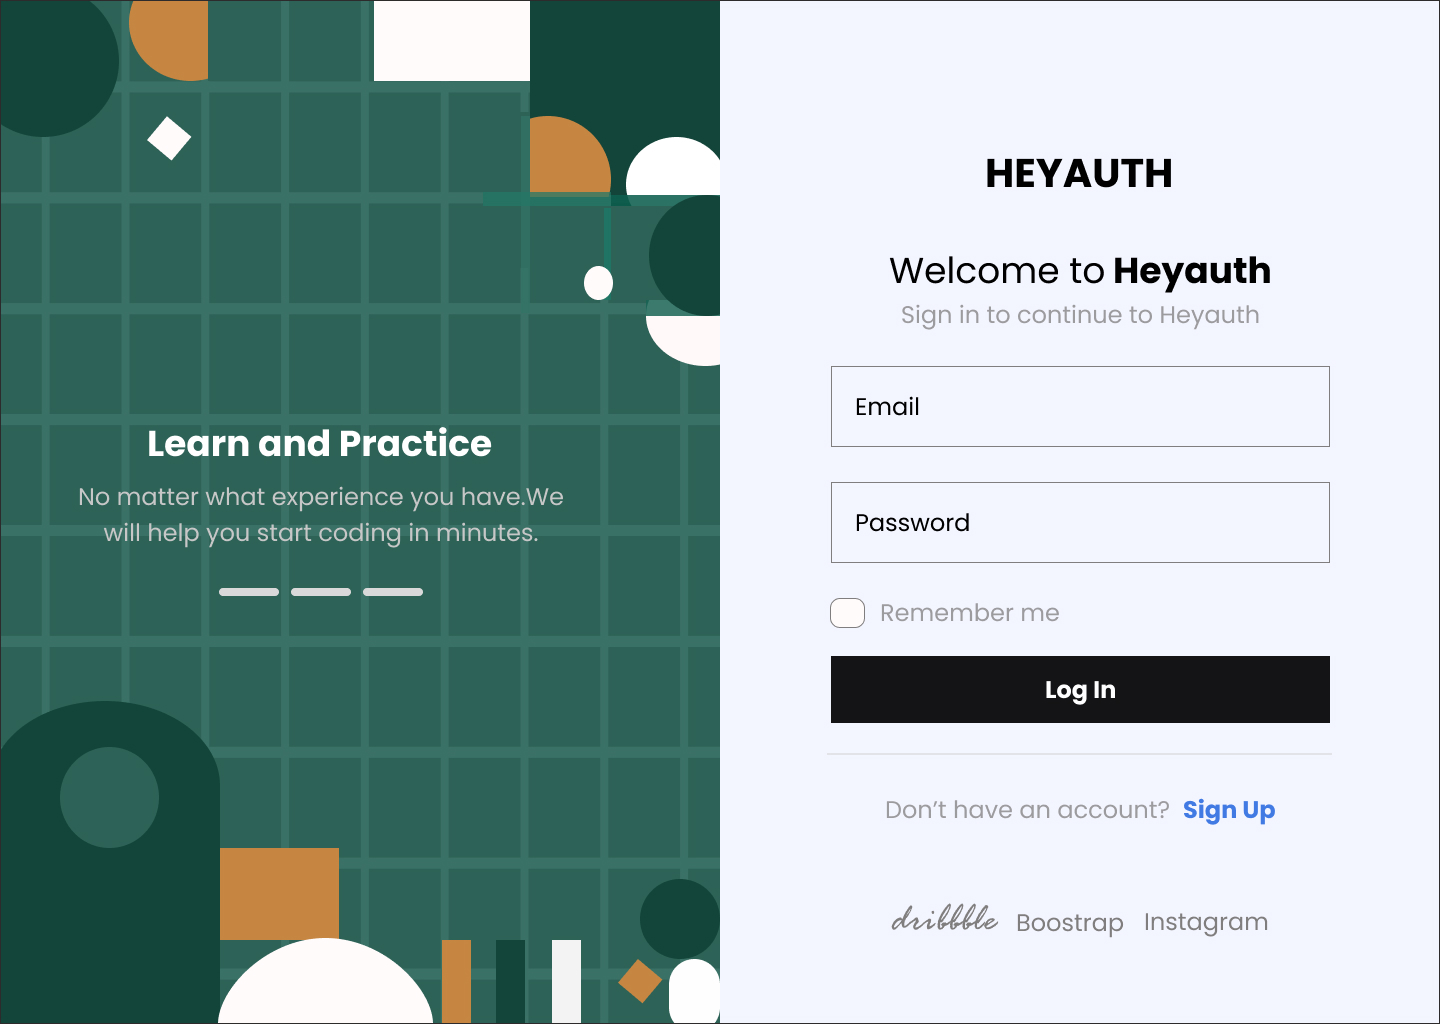 Learn and Practice
No matter what experience you have.We
will help you start coding in minutes.
HEYAUTH
Welcome to Heyauth
Sign in to continue to Heyauth
Email
Password
Remember me
Log In
Don’t have an account? Sign Up
dribbble Boostrap Instagram